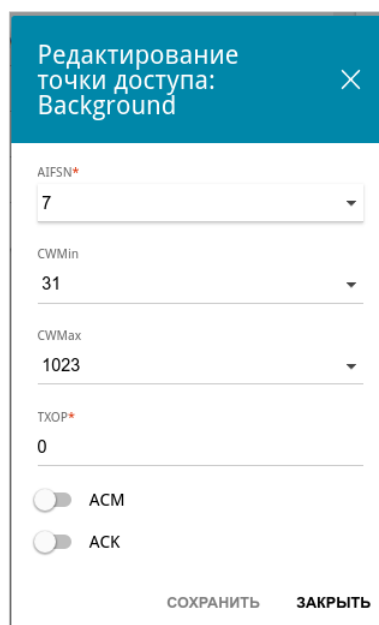 Редактирование
точки доступа:
Background
AIFSN*
7
CWMin
31
CWMax
1023
TXOP*
0
ACM
ACK
СОХРАНИТЬ ЗАКРЫТЬ